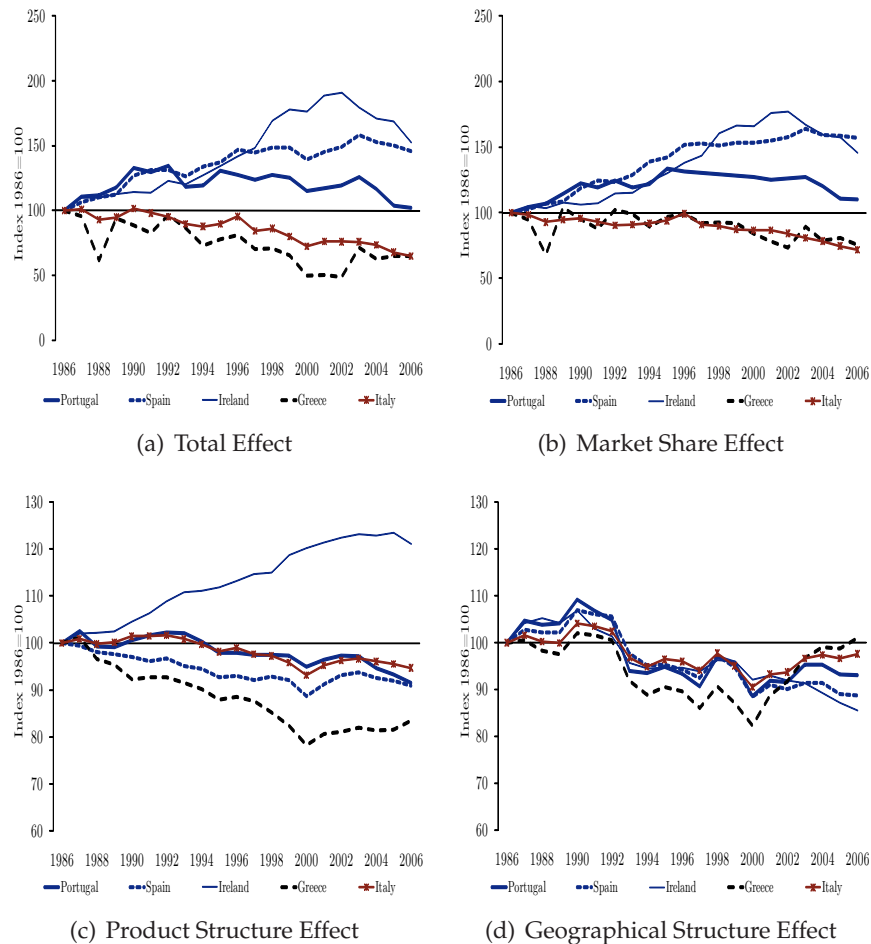 250
200
150
100
50
0
Index 1986=100
1986 1988 1990 1992 1994 1996 1998 2000 2002 2004 2006
Portugal Spain Ireland Greece Italy
(a) Total Effect
250
200
150
100
50
0
Index 1986=100
1986 1988 1990 1992 1994 1996 1998 2000 2002 2004 2006
Portugal Spain Ireland Greece Italy
(b) Market Share Effect
130
120
110
100
90
80
70
60
Index 1986=100
1986 1988 1990 1992 1994 1996 1998 2000 2002 2004 2006
Portugal Spain Ireland Greece Italy
(c) Product Structure Effect
130
120
110
100
90
80
70
60
Index 1986=100
1986 1988 1990 1992 1994 1996 1998 2000 2002 2004 2006
Portugal Spain Ireland Greece Italy
(d) Geographical Structure Effect